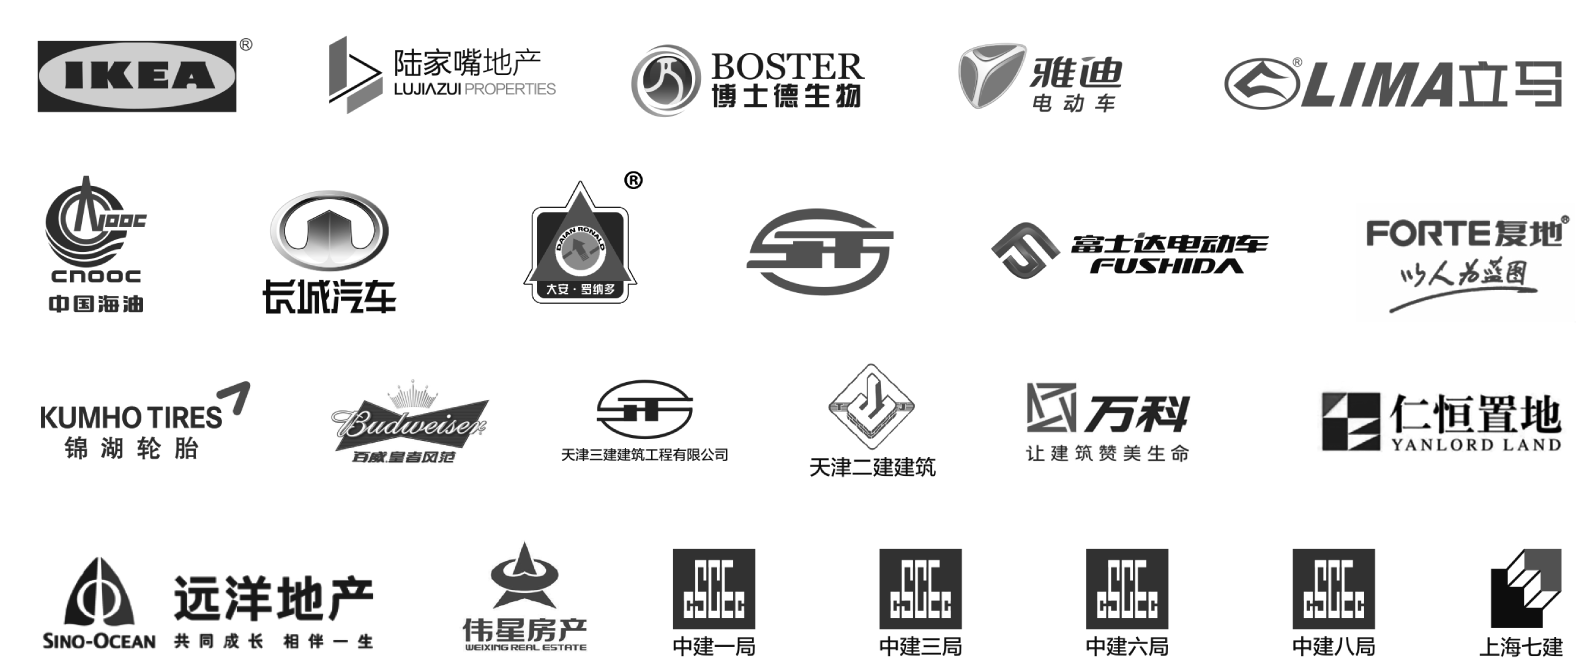 IKEA®
陆家嘴地产
LUJIAZUI PROPERTIES
BOSTER
博士德生物
雅迪
电动车
®LIMA立马
CNOOC
CNOOC
中国海油
长城汽车
®
DAIAN RONALD
大安·罗纳多
富士达电动车
FUSHIDA
FORTE复地®
以人为蓝图
KUMHO TIRES
锦湖轮胎
Budweiser
百威.皇者风范
天津三建建筑工程有限公司
天津二建建筑
万科
让建筑赞美生命
仁恒置地
YANLORD LAND
SINO-OCEAN
远洋地产
共同成长 相伴一生
伟星房产
WEIXING REAL ESTATE
CSCEC
中建一局
CSCEC
中建三局
CSCEC
中建六局
CSCEC
中建八局
上海七建